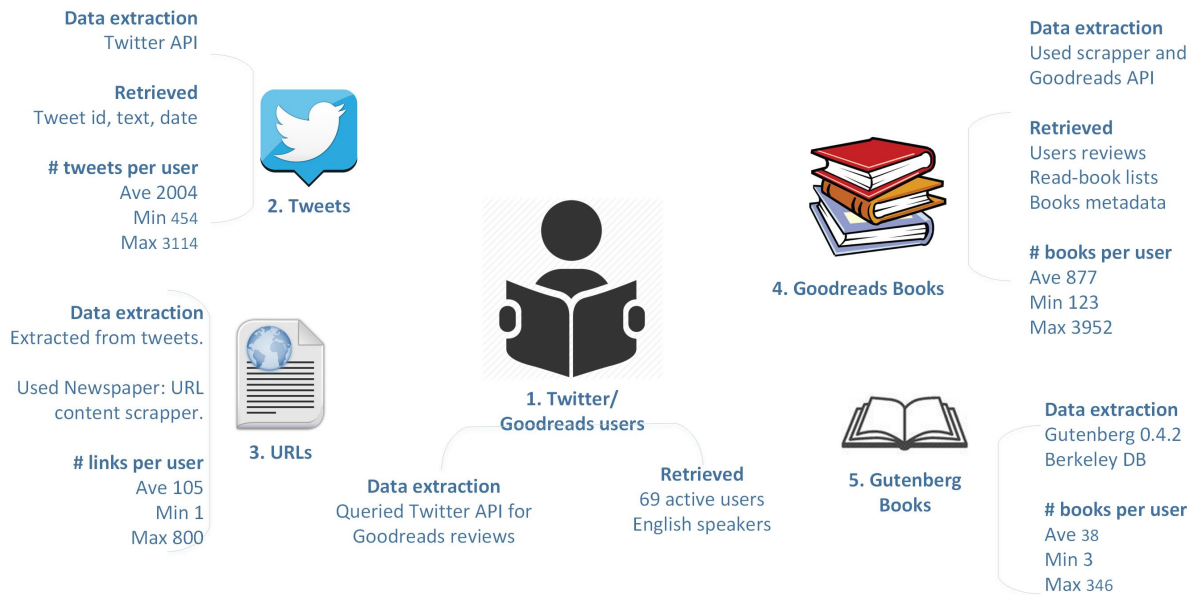 Data extraction
Twitter API
Retrieved
Tweet id, text, date
# tweets per user
Ave 2004
Min 454
Max 3114
2. Tweets
Data extraction
Extracted from tweets.
Used Newspaper: URL
content scrapper.
# links per user
Ave 105
Min 1
Max 800
3. URLs
1. Twitter/
Goodreads users
Data extraction
Queried Twitter API for
Goodreads reviews
Retrieved
69 active users
English speakers
Data extraction
Used scrapper and
Goodreads API
Retrieved
Users reviews
Read-book lists
Books metadata
# books per user
Ave 877
Min 123
Max 3952
4. Goodreads Books
Data extraction
Gutenberg 0.4.2
Berkeley DB
# books per user
Ave 38
Min 3
Max 346
5. Gutenberg
Books